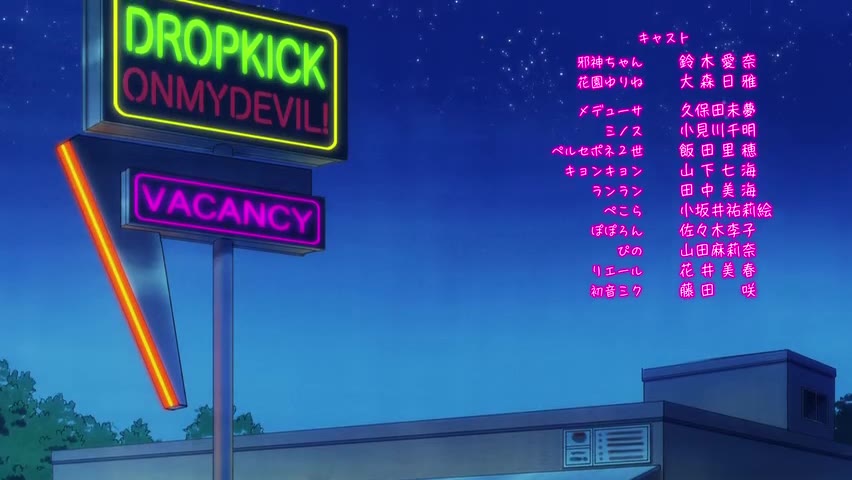 DROPKICK
ONMYDEVIL!
VACANCY
キャスト
邪神ちゃん 鈴木愛奈
花園ゆりね 大森日雅
メデューサ 久保田未夢
ミノス 小見川千明
ペルセポネ2世 飯田里穂
キョンキョン 山下七海
ランラン 田中美海
ぺこら 小坂井祐莉絵
ぽぽろん 佐々木李子
ぴの 山田麻莉奈
リエール 花井美春
初音ミク 藤田 咲